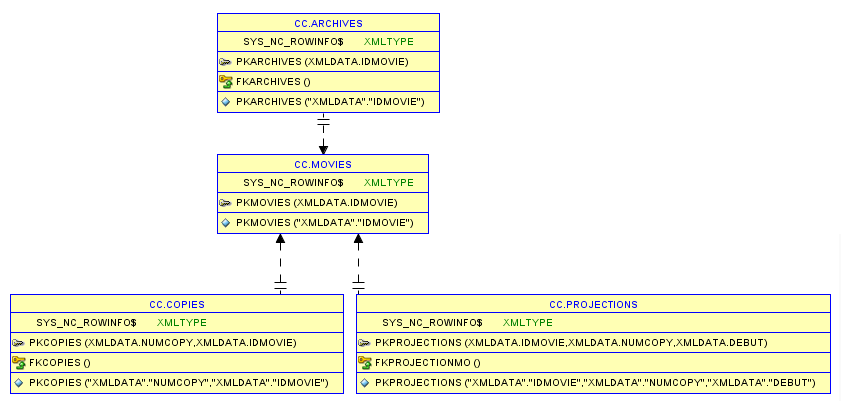 CC.ARCHIVES
SYS_NC_ROWINFO$ XMLTYPE
PKARCHIVES (XMLDATA.IDMOVIE)
FKARCHIVES ()
PKARCHIVES ("XMLDATA"."IDMOVIE")
CC.MOVIES
SYS_NC_ROWINFO$ XMLTYPE
PKMOVIES (XMLDATA.IDMOVIE)
PKMOVIES ("XMLDATA"."IDMOVIE")
CC.COPIES
SYS_NC_ROWINFO$ XMLTYPE
PKCOPIES (XMLDATA.NUMCOPY,XMLDATA.IDMOVIE)
FKCOPIES ()
PKCOPIES ("XMLDATA"."NUMCOPY","XMLDATA"."IDMOVIE")
CC.PROJECTIONS
SYS_NC_ROWINFO$ XMLTYPE
PKPROJECTIONS (XMLDATA.IDMOVIE,XMLDATA.NUMCOPY,XMLDATA.DEBUT)
FKPROJECTIONMO ()
PKPROJECTIONS ("XMLDATA"."IDMOVIE","XMLDATA"."NUMCOPY","XMLDATA"."DEBUT")